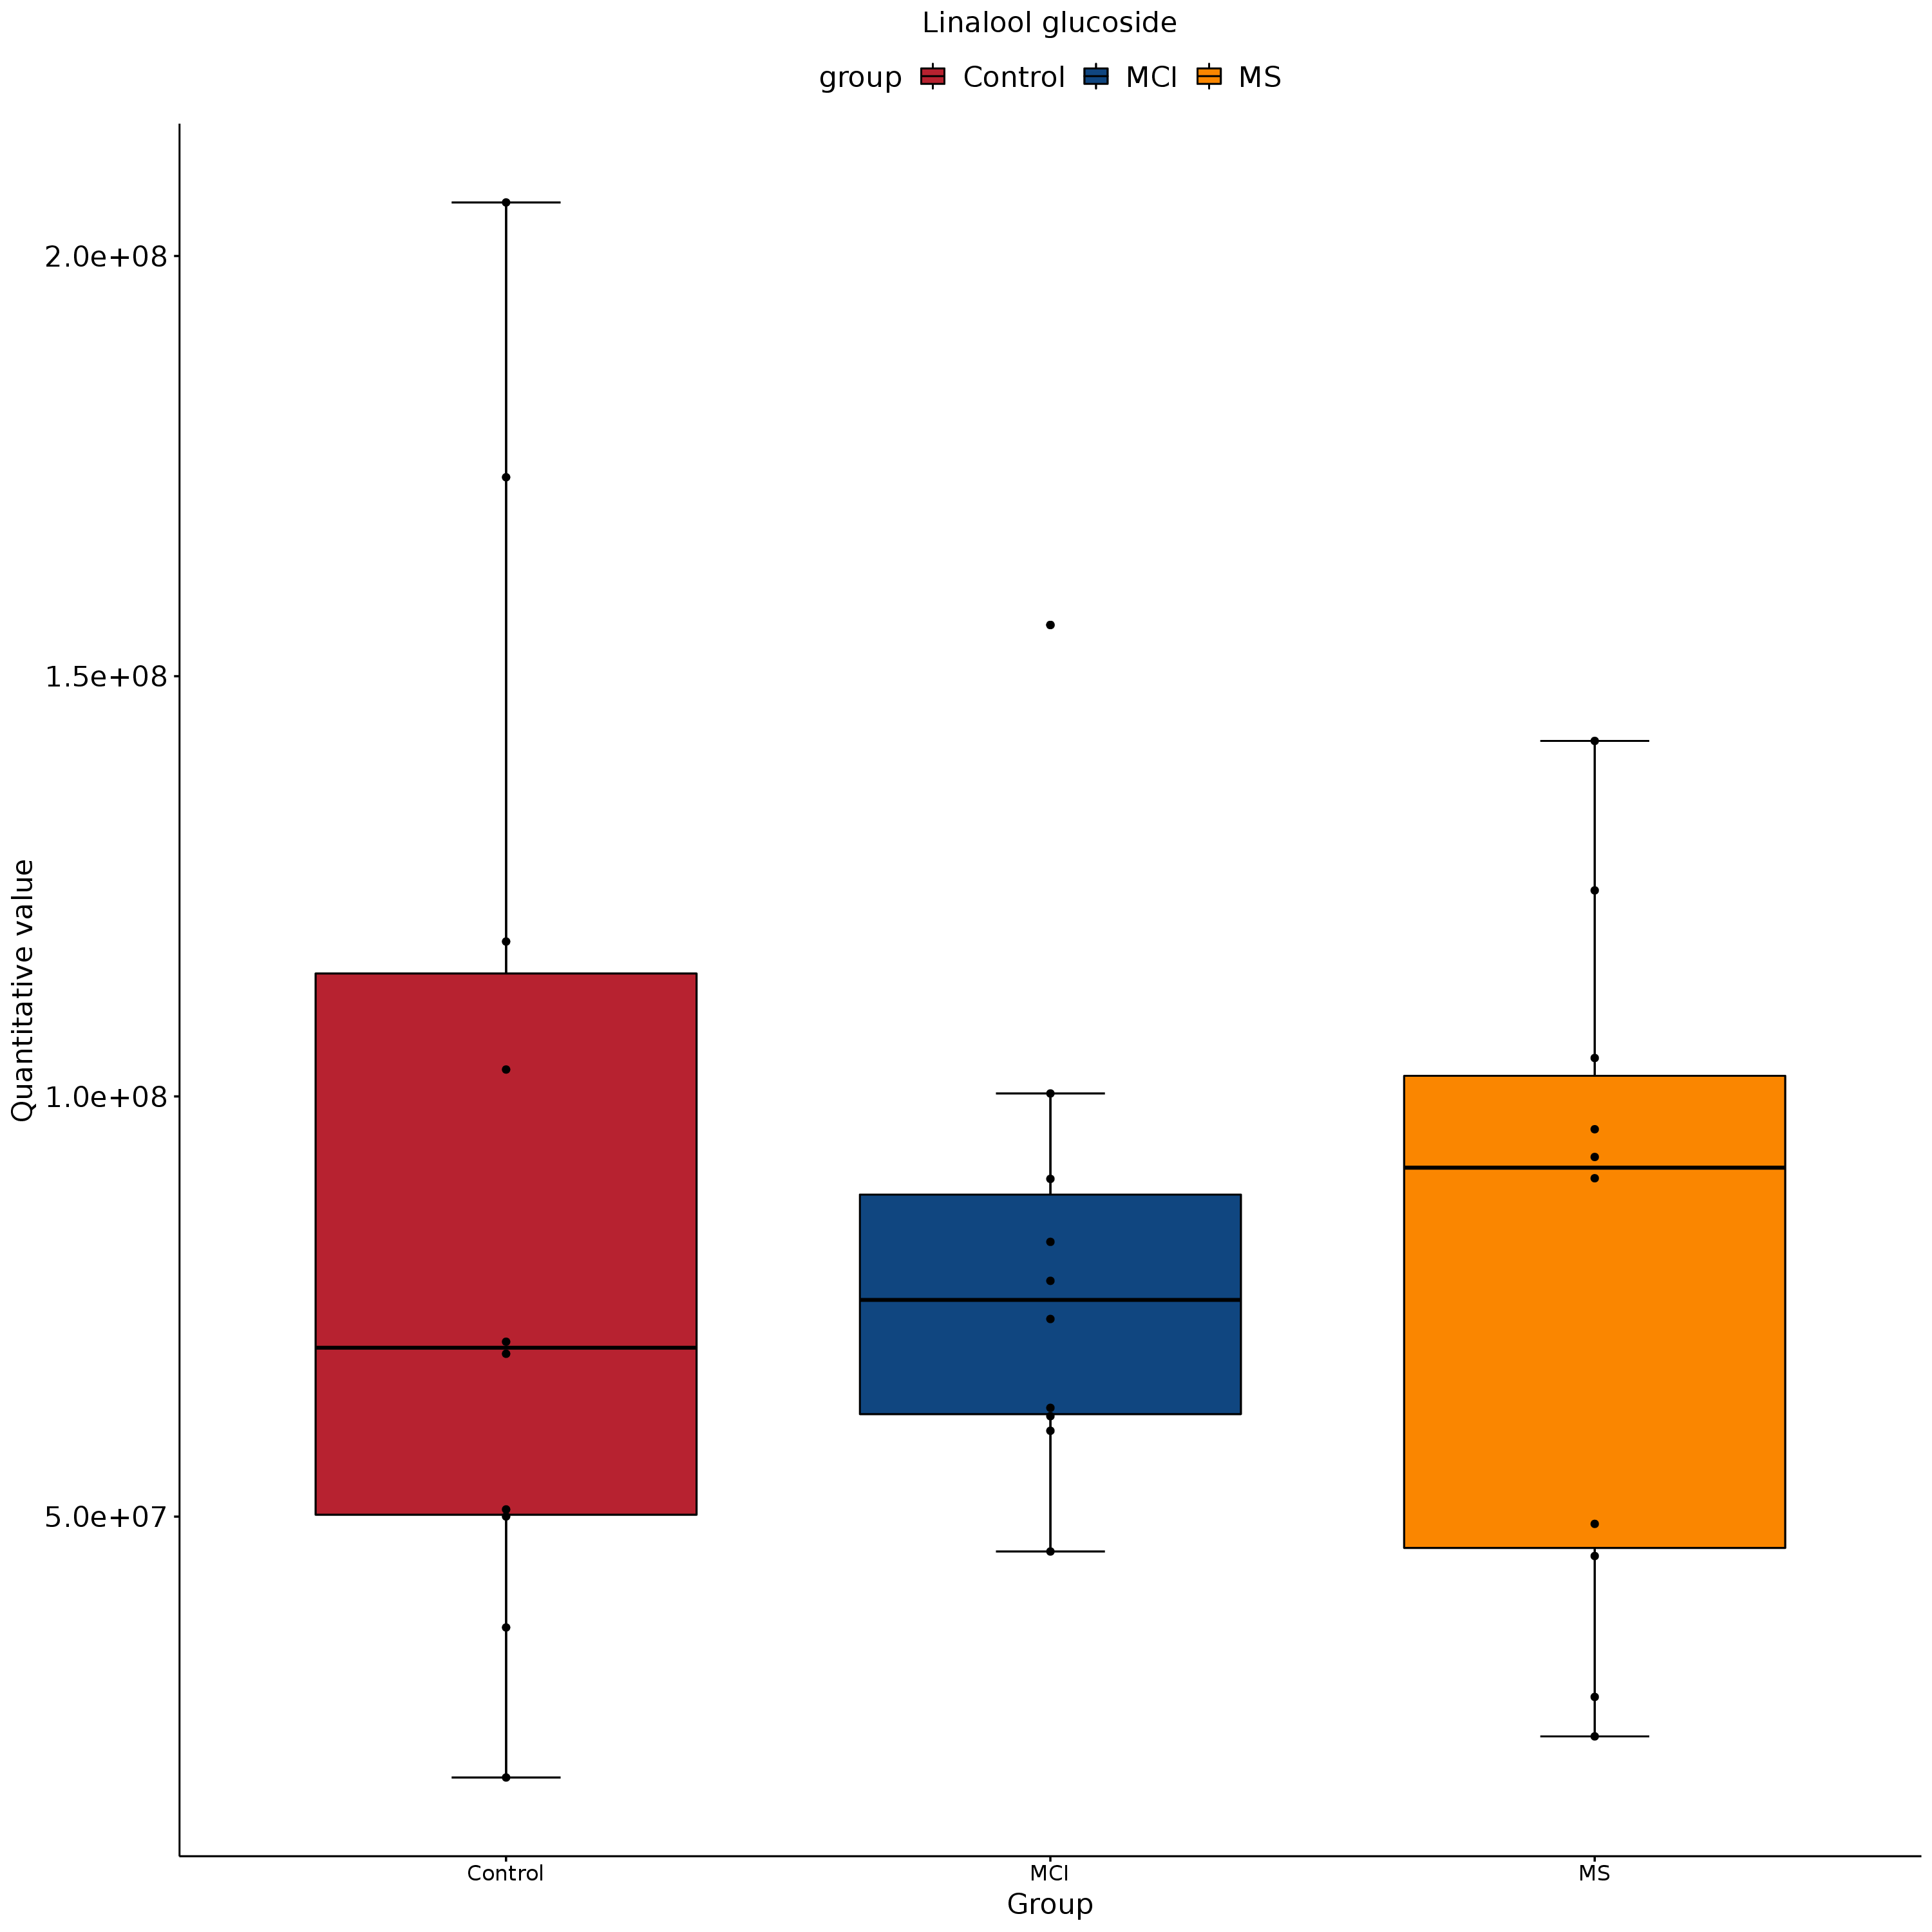 Linalool glucoside
group Control MCI MS
Quantitative value
2.0e+08
1.5e+08
1.0e+08
5.0e+07
Control MCI MS
Group